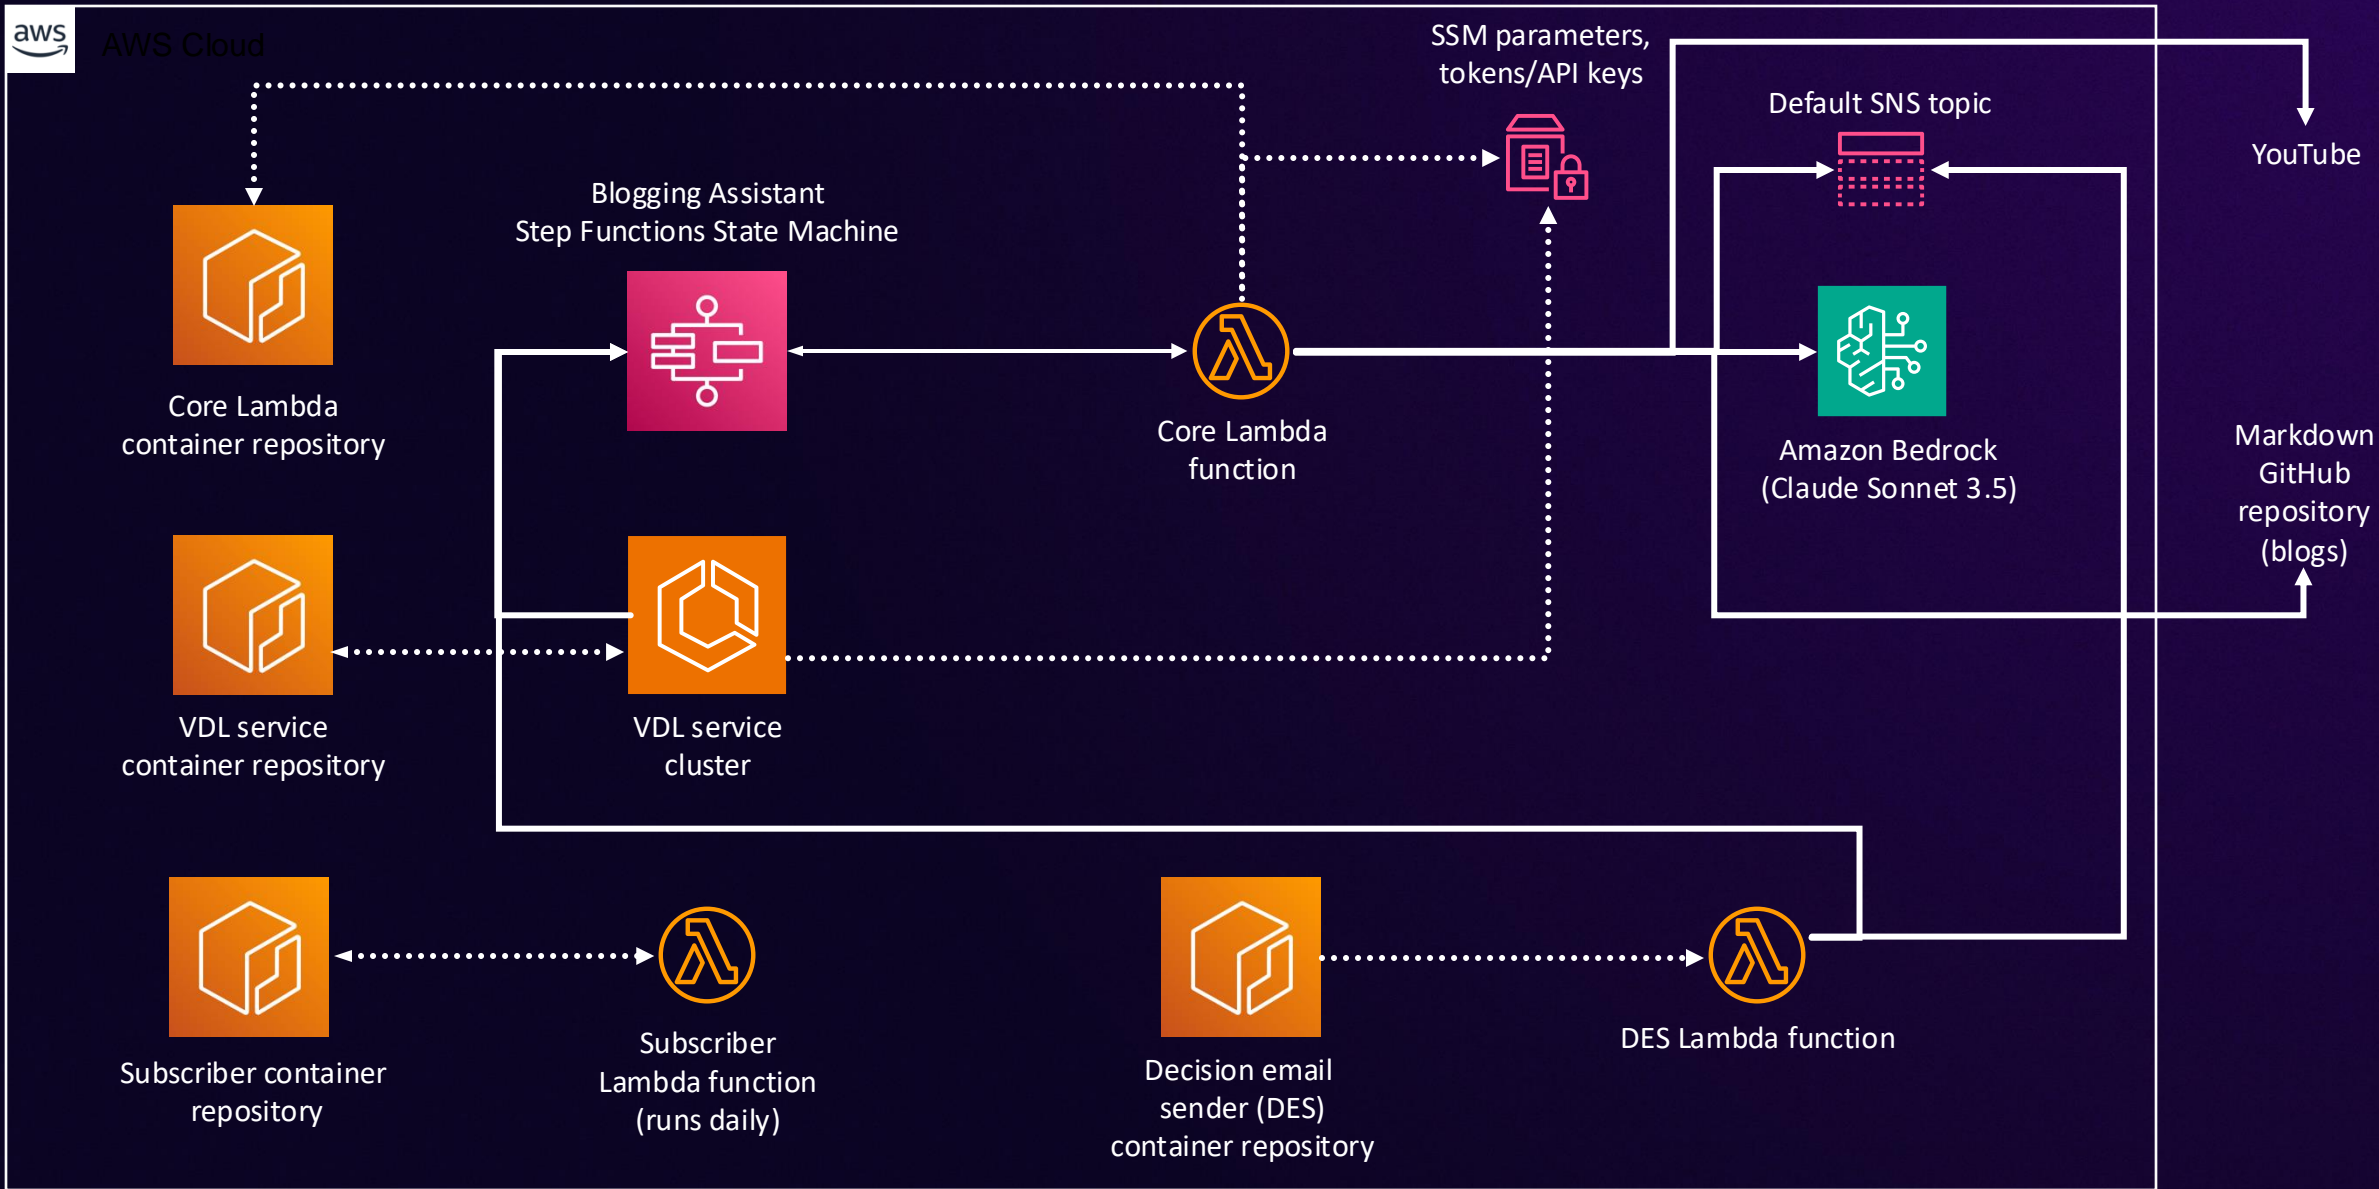 aws
AWS Cloud
SSM parameters,
tokens/API keys
Default SNS topic
YouTube
Blogging Assistant
Step Functions State Machine
Core Lambda
container repository
Core Lambda
function
Amazon Bedrock
(Claude Sonnet 3.5)
Markdown
GitHub
repository
(blogs)
VDL service
container repository
VDL service
cluster
Subscriber container
repository
Subscriber
Lambda function
(runs daily)
Decision email
sender (DES)
container repository
DES Lambda function